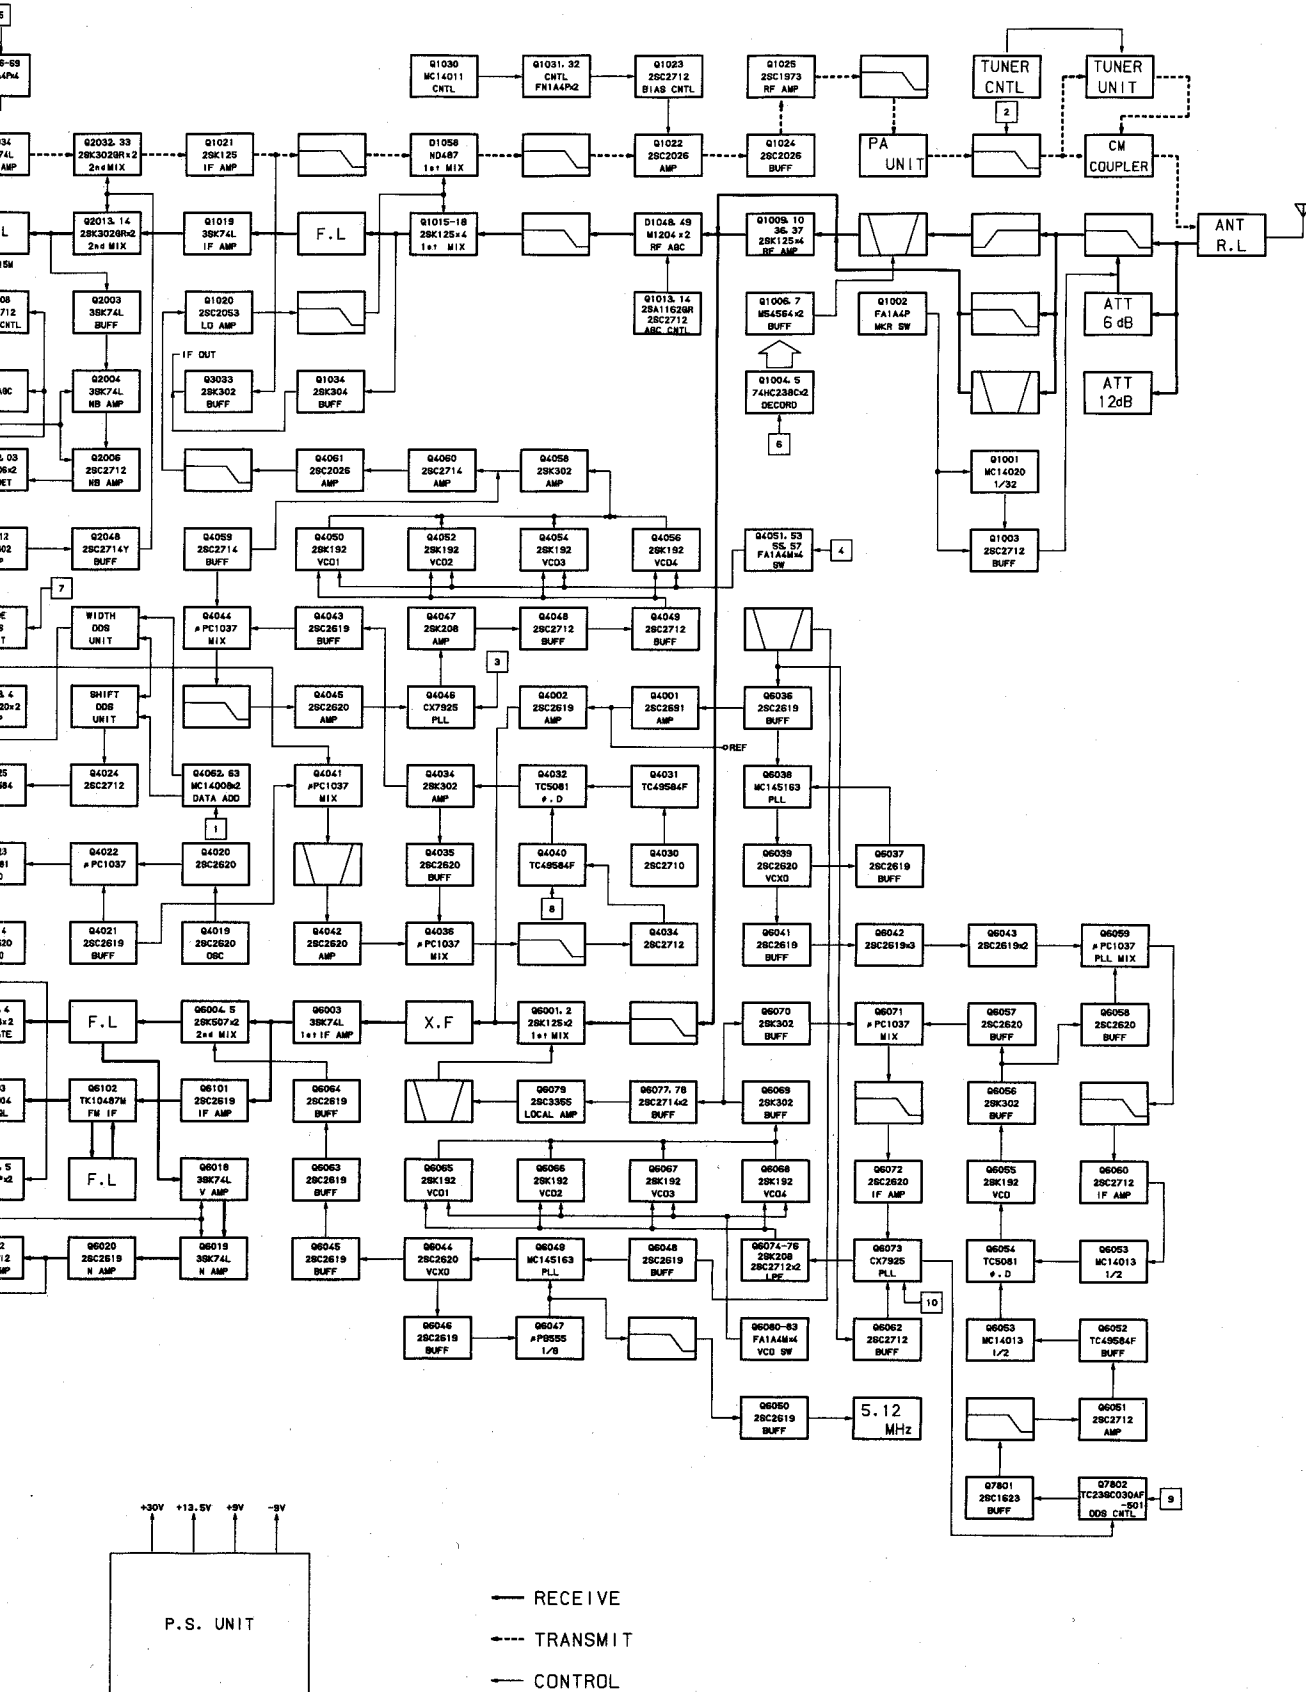 Q1030
MC14011
CNTL
Q1031. 32
CNTL
FN1A4P×2
Q1023
2SC2712
BIAS CNTL
Q1025
2SC1973
RF AMP
TUNER
CNTL
TUNER
UNIT
2
Q2032. 33
2SK302GR×2
2nd MIX
Q1021
2SK125
IF AMP
D1058
ND487
1st MIX
Q1022
2SC2026
AMP
Q1024
2SC2026
BUFF
PA
UNIT
CM
COUPLER
Q2013. 14
2SK302GR×2
2nd MIX
Q1019
3SK74L
IF AMP
F.L
Q1015-18
2SK125×4
1st MIX
D1048. 49
M1204 ×2
RF AGC
Q1009. 10
36. 37
2SK125×4
RF AMP
ANT
R.L
Q2003
3SK74L
BUFF
Q1020
2SC2053
LO AMP
Q1013. 14
2SA1162GR
2SC2712
AGC CNTL
Q1006. 7
M54564×2
BUFF
Q1002
FA1A4P
MKR SW
ATT
6 dB
IF OUT
Q2004
3SK74L
NB AMP
Q3033
2SK302
BUFF
Q1034
2SK304
BUFF
Q1004. 5
74HC238C×2
DECORD
6
ATT
12dB
Q2006
2SC2712
NB AMP
Q4061
2SC2026
AMP
Q4060
2SC2714
AMP
Q4058
2SK302
AMP
Q1001
MC14020
1/32
Q2048
2SC2714Y
BUFF
Q4059
2SC2714
BUFF
Q4050
2SK192
VCO1
Q4052
2SK192
VCO2
Q4054
2SK192
VCO3
Q4056
2SK192
VCO4
Q4051. 53
55. 57
FA1A4M×4
SW
4
Q1003
2SC2712
BUFF
7
WIDTH
DDS
UNIT
Q4044
μPC1037
MIX
Q4043
2SC2619
BUFF
Q4047
2SK208
AMP
Q4048
2SC2712
BUFF
Q4049
2SC2712
BUFF
3
SHIFT
DDS
UNIT
Q4045
2SC2620
AMP
Q4046
CX7925
PLL
Q4002
2SC2619
AMP
Q4001
2SC2691
AMP
Q6036
2SC2619
BUFF
REF
Q4024
2SC2712
Q4062. 63
MC14008×2
DATA ADD
1
Q4041
μPC1037
MIX
Q4034
2SK302
AMP
Q4032
TC5081
φ. D
Q4031
TC49584F
Q6038
MC145163
PLL
Q4022
μPC1037
Q4020
2SC2620
Q4035
2SC2620
BUFF
Q4040
TC49584F
8
Q4030
2SC2710
Q6039
2SC2620
VCXO
Q6037
2SC2619
BUFF
Q4021
2SC2619
BUFF
Q4019
2SC2620
OSC
Q4042
2SC2620
AMP
Q4036
μPC1037
MIX
Q4034
2SC2712
Q6041
2SC2619
BUFF
Q6042
2SC2619×3
Q6043
2SC2619×2
Q6059
μPC1037
PLL MIX
F.L
Q6004. 5
2SK507×2
2nd MIX
Q6003
3SK74L
1st IF AMP
X.F
Q6001. 2
2SK125×2
1st MIX
Q6070
2SK302
BUFF
Q6071
μPC1037
MIX
Q6057
2SC2620
BUFF
Q6058
2SC2620
BUFF
Q6102
TK10487M
FM IF
Q6101
2SC2619
IF AMP
Q6064
2SC2619
BUFF
Q6079
2SC3355
LOCAL AMP
Q6077. 78
2SC2714×2
BUFF
Q6069
2SK302
BUFF
Q6056
2SK302
BUFF
F.L
Q6018
3SK74L
V AMP
Q6063
2SC2619
BUFF
Q6065
2SK192
VCO1
Q6066
2SK192
VCO2
Q6067
2SK192
VCO3
Q6068
2SK192
VCO4
Q6072
2SC2620
IF AMP
Q6055
2SK192
VCO
Q6060
2SC2712
IF AMP
Q6020
2SC2619
N AMP
Q6019
3SK74L
N AMP
Q6045
2SC2619
BUFF
Q6044
2SC2620
VCXO
Q6049
MC145163
PLL
Q6048
2SC2619
BUFF
Q6074-76
2SK208
2SC2712×2
LPF
Q6073
CX7925
PLL
10
Q6054
TC5081
φ. D
Q6053
MC14013
1/2
Q6046
2SC2619
BUFF
Q6047
μPB555
1/8
Q6080-83
FA1A4M×4
VCO SW
Q6062
2SC2712
BUFF
Q6053
MC14013
1/2
Q6052
TC49584F
BUFF
Q6050
2SC2619
BUFF
5.12
MHz
Q6051
2SC2712
AMP
Q7801
2SC1623
BUFF
Q7802
TC23SC030AF
-501
DDS CNTL
9
+30V +13.5V +9V -9V
P.S. UNIT
RECEIVE
TRANSMIT
CONTROL